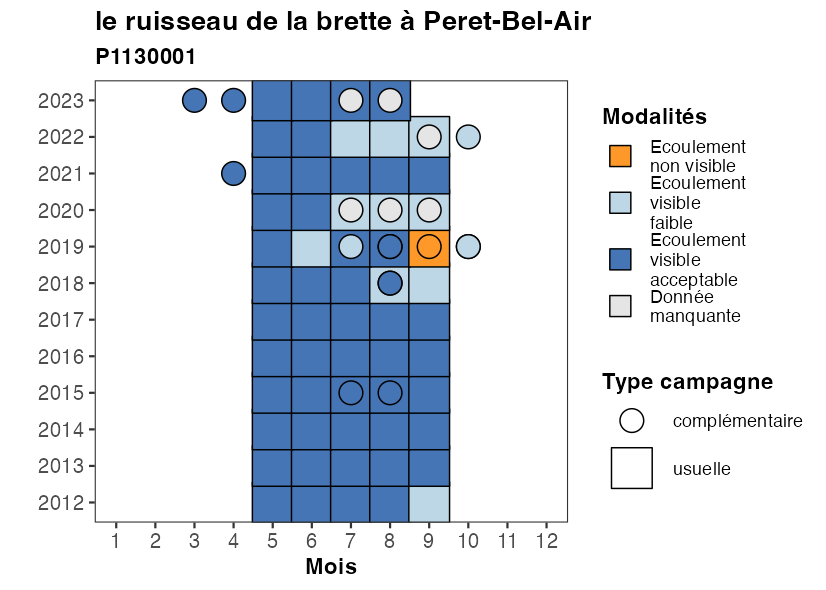 le ruisseau de la brette à Peret-Bel-Air
P1130001
2023
2022
2021
2020
2019
2018
2017
2016
2015
2014
2013
2012
1 2 3 4 5 6 7 8 9 10 11 12
Mois
Modalités
Ecoulement
non visible
Ecoulement
visible
faible
Ecoulement
visible
acceptable
Donnée
manquante
Type campagne
complémentaire
usuelle